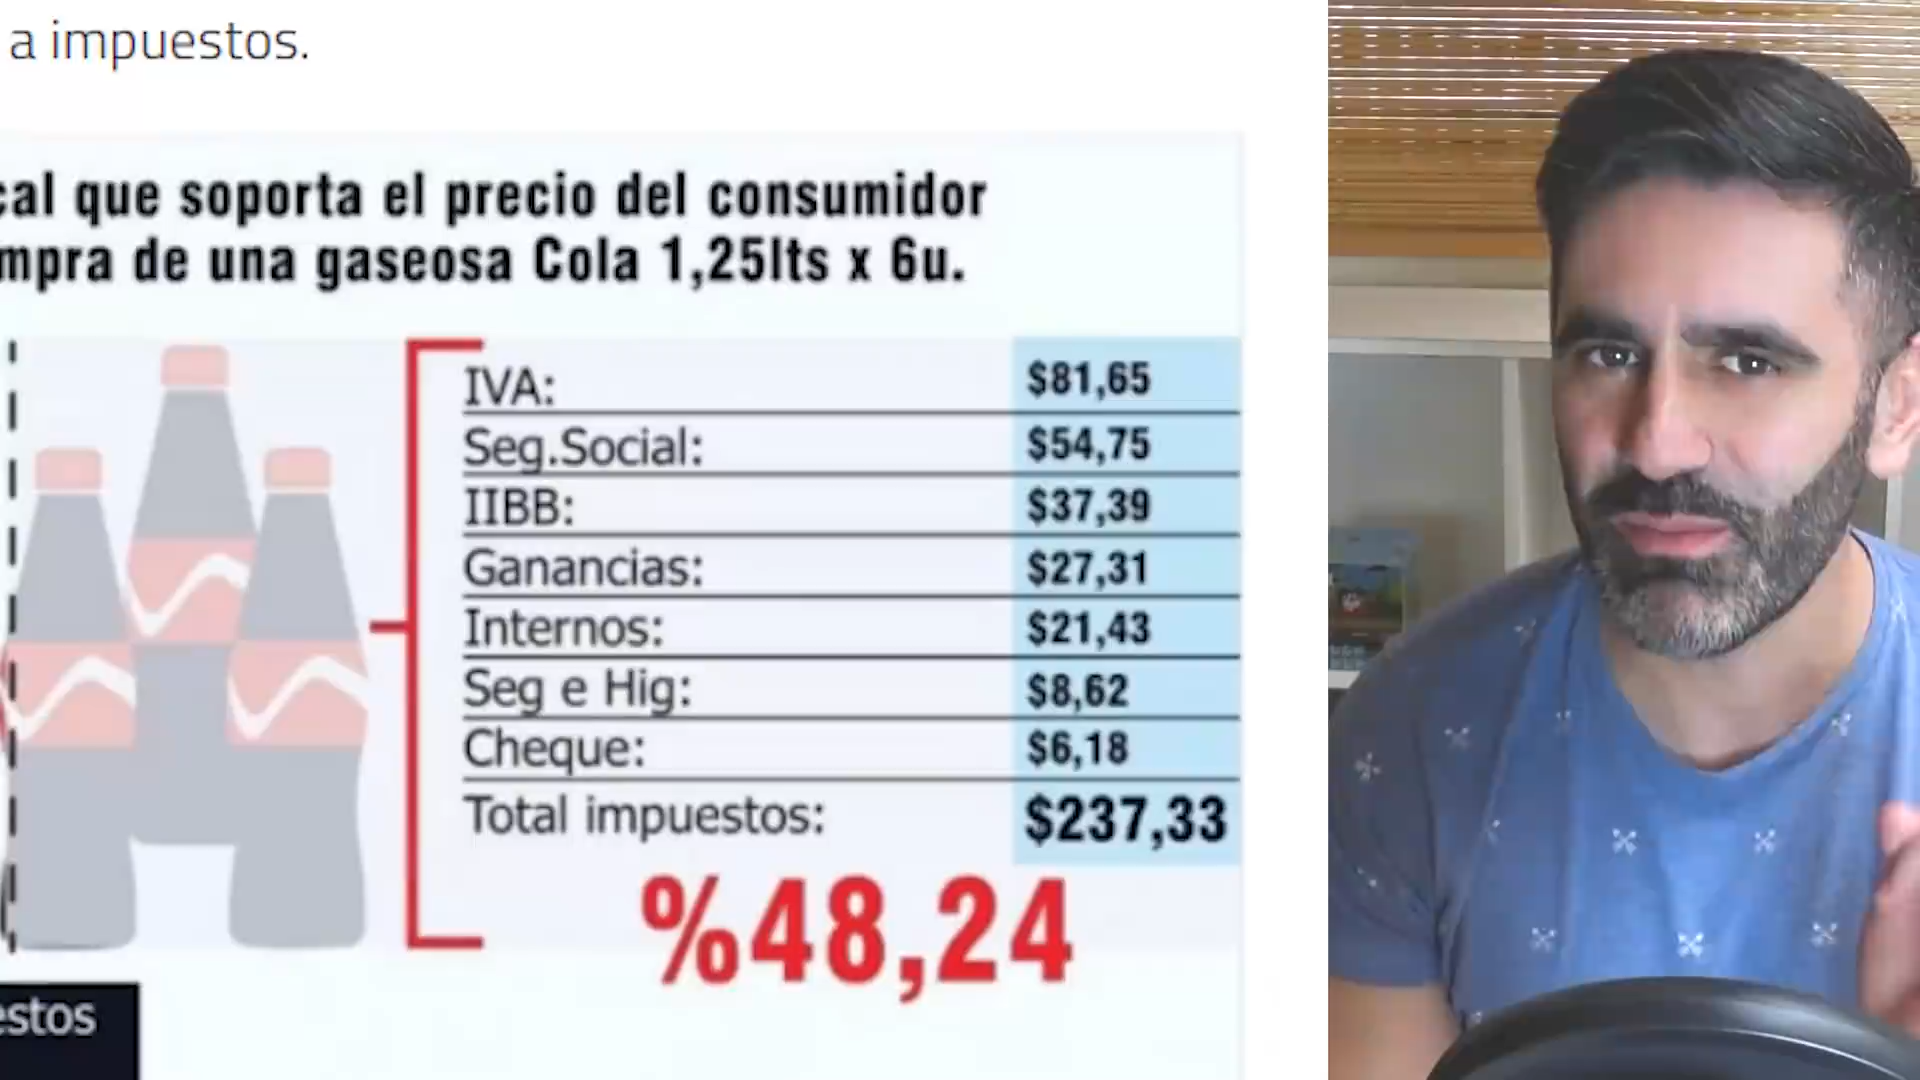 a impuestos.
cal que soporta el precio del consumidor
mpra de una gaseosa Cola 1,25lts x 6u.
IVA: $81,65
Seg.Social: $54,75
IIBB: $37,39
Ganancias: $27,31
Internos: $21,43
Seg e Hig: $8,62
Cheque: $6,18
Total impuestos: $237,33
%48,24
estos